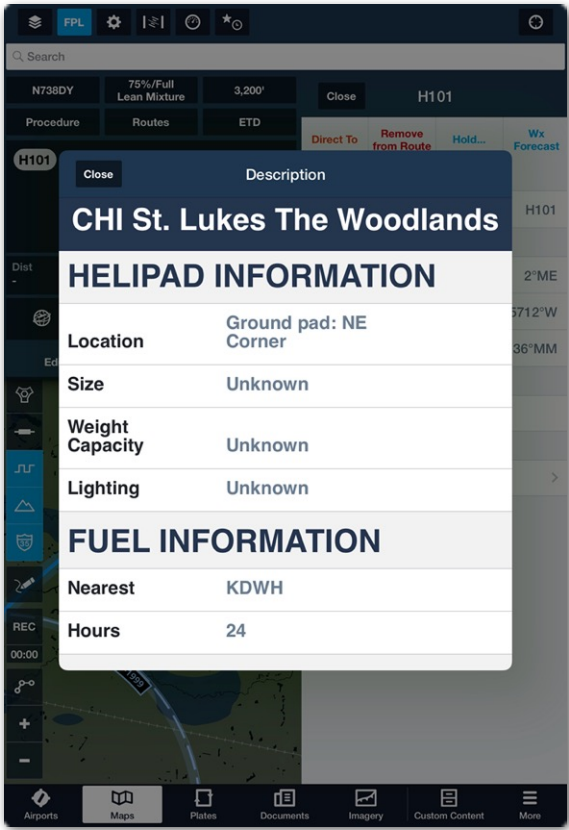 FPL
Search
N738DY
75%/Full
Lean Mixture
3,200'
Procedure
Routes
ETD
Close
H101
Direct To
Remove
from Route
Hold...
Wx
Forecast
H101
H101
Dist
-
2°ME
5712°W
36°MM
Ed
Close
Description
CHI St. Lukes The Woodlands
HELIPAD INFORMATION
Location
Ground pad: NE
Corner
Size
Unknown
Weight
Capacity
Unknown
Lighting
Unknown
FUEL INFORMATION
Nearest
KDWH
Hours
24
35
REC
00:00
1999
Airports
Maps
Plates
Documents
Imagery
Custom Content
More